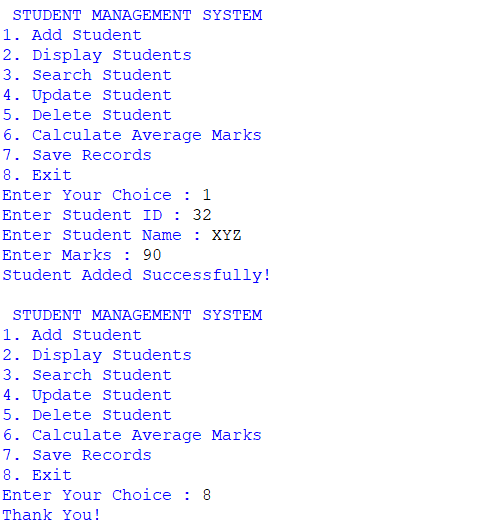 STUDENT MANAGEMENT SYSTEM
1. Add Student
2. Display Students
3. Search Student
4. Update Student
5. Delete Student
6. Calculate Average Marks
7. Save Records
8. Exit
Enter Your Choice : 1
Enter Student ID : 32
Enter Student Name : XYZ
Enter Marks : 90
Student Added Successfully!

STUDENT MANAGEMENT SYSTEM
1. Add Student
2. Display Students
3. Search Student
4. Update Student
5. Delete Student
6. Calculate Average Marks
7. Save Records
8. Exit
Enter Your Choice : 8
Thank You!